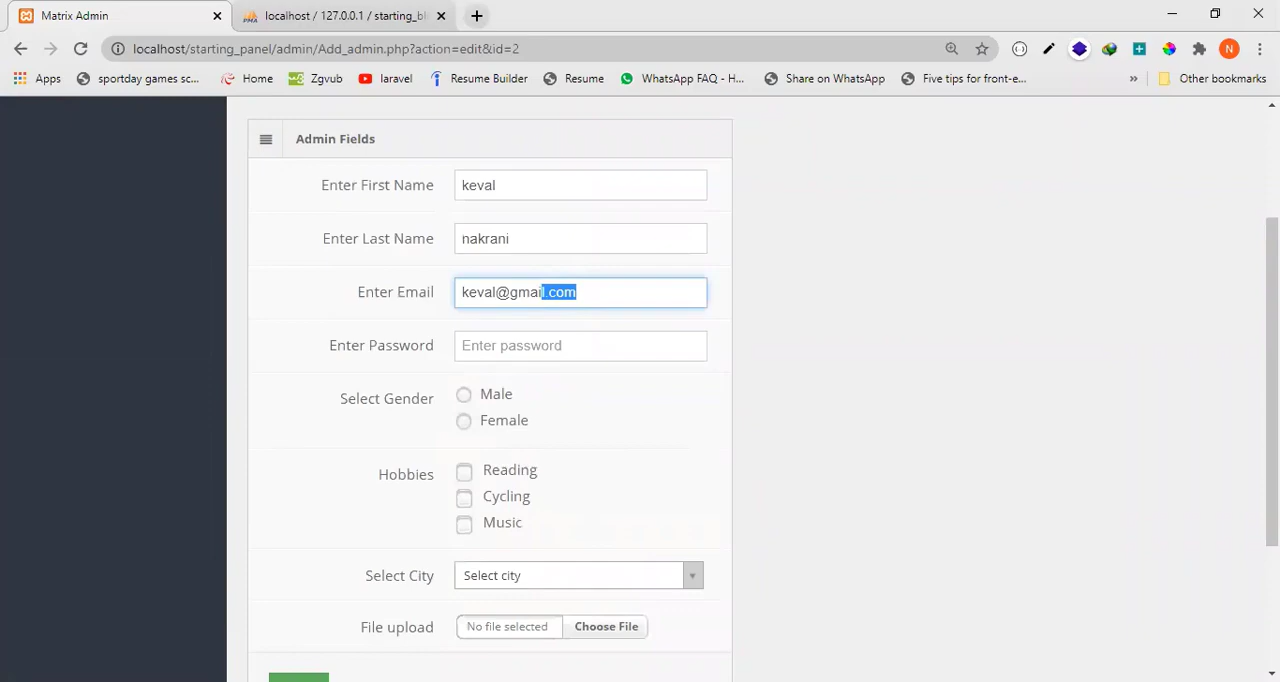 Matrix Admin
localhost / 127.0.0.1 / starting_bl
localhost/starting_panel/admin/Add_admin.php?action=edit&id=2
N
Apps
sportday games sc...
Home
Zgvub
laravel
Resume Builder
Resume
WhatsApp FAQ - H...
Share on WhatsApp
Five tips for front-e...
»
Other bookmarks
Admin Fields
Enter First Name
keval
Enter Last Name
nakrani
Enter Email
keval@gmail.com
Enter Password
Enter password
Select Gender
Male
Female
Hobbies
Reading
Cycling
Music
Select City
Select city
File upload
No file selected
Choose File